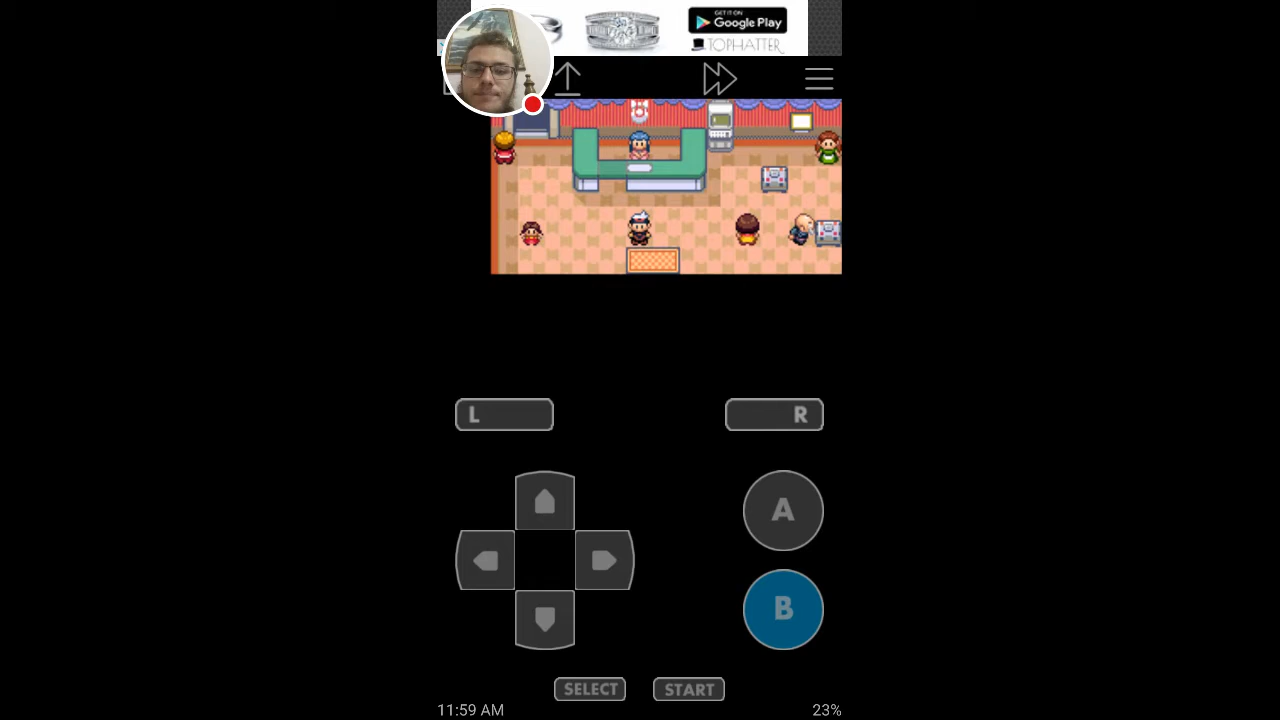 GET IT ON
Google Play
TOPHATTER
L
R
A
B
SELECT
START
11:59 AM
23%